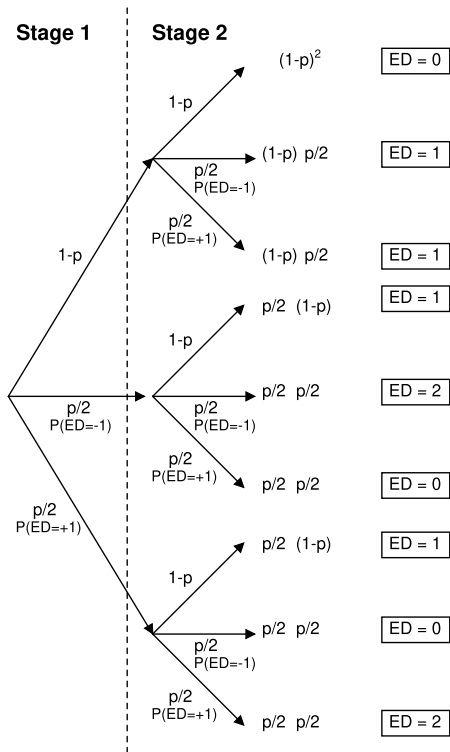 Stage 1 Stage 2
(1-p)² ED = 0
1-p
(1-p) p/2 ED = 1
p/2
P(ED=-1)
p/2
P(ED=+1)
1-p
(1-p) p/2 ED = 1
p/2 (1-p) ED = 1
1-p
p/2 p/2 ED = 2
p/2
P(ED=-1)
p/2
P(ED=-1)
p/2
P(ED=+1)
p/2 p/2 ED = 0
p/2
P(ED=+1)
p/2 (1-p) ED = 1
1-p
p/2 p/2 ED = 0
p/2
P(ED=-1)
p/2
P(ED=+1)
p/2 p/2 ED = 2